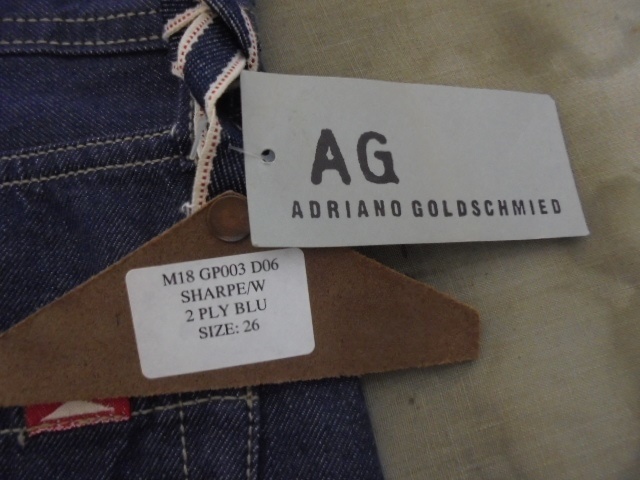 AG
ADRIANO GOLDSCHMIED
M18 GP003 D06
SHARPE/W
2 PLY BLU
SIZE: 26